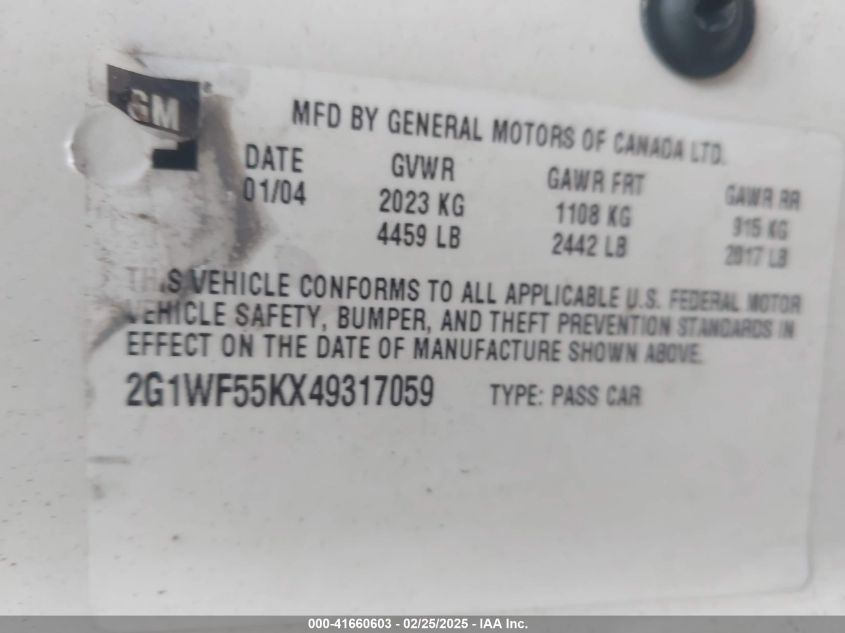 GM®
MFD BY GENERAL MOTORS OF CANADA LTD.
DATE GVWR GAWR FRT GAWR RR
01/04 2023 KG 1108 KG 915 KG
4459 LB 2442 LB 2017 LB
THIS VEHICLE CONFORMS TO ALL APPLICABLE U.S. FEDERAL MOTOR
VEHICLE SAFETY, BUMPER, AND THEFT PREVENTION STANDARDS IN
EFFECT ON THE DATE OF MANUFACTURE SHOWN ABOVE.
2G1WF55KX49317059 TYPE: PASS CAR
000-41660603 - 02/25/2025 - IAA Inc.